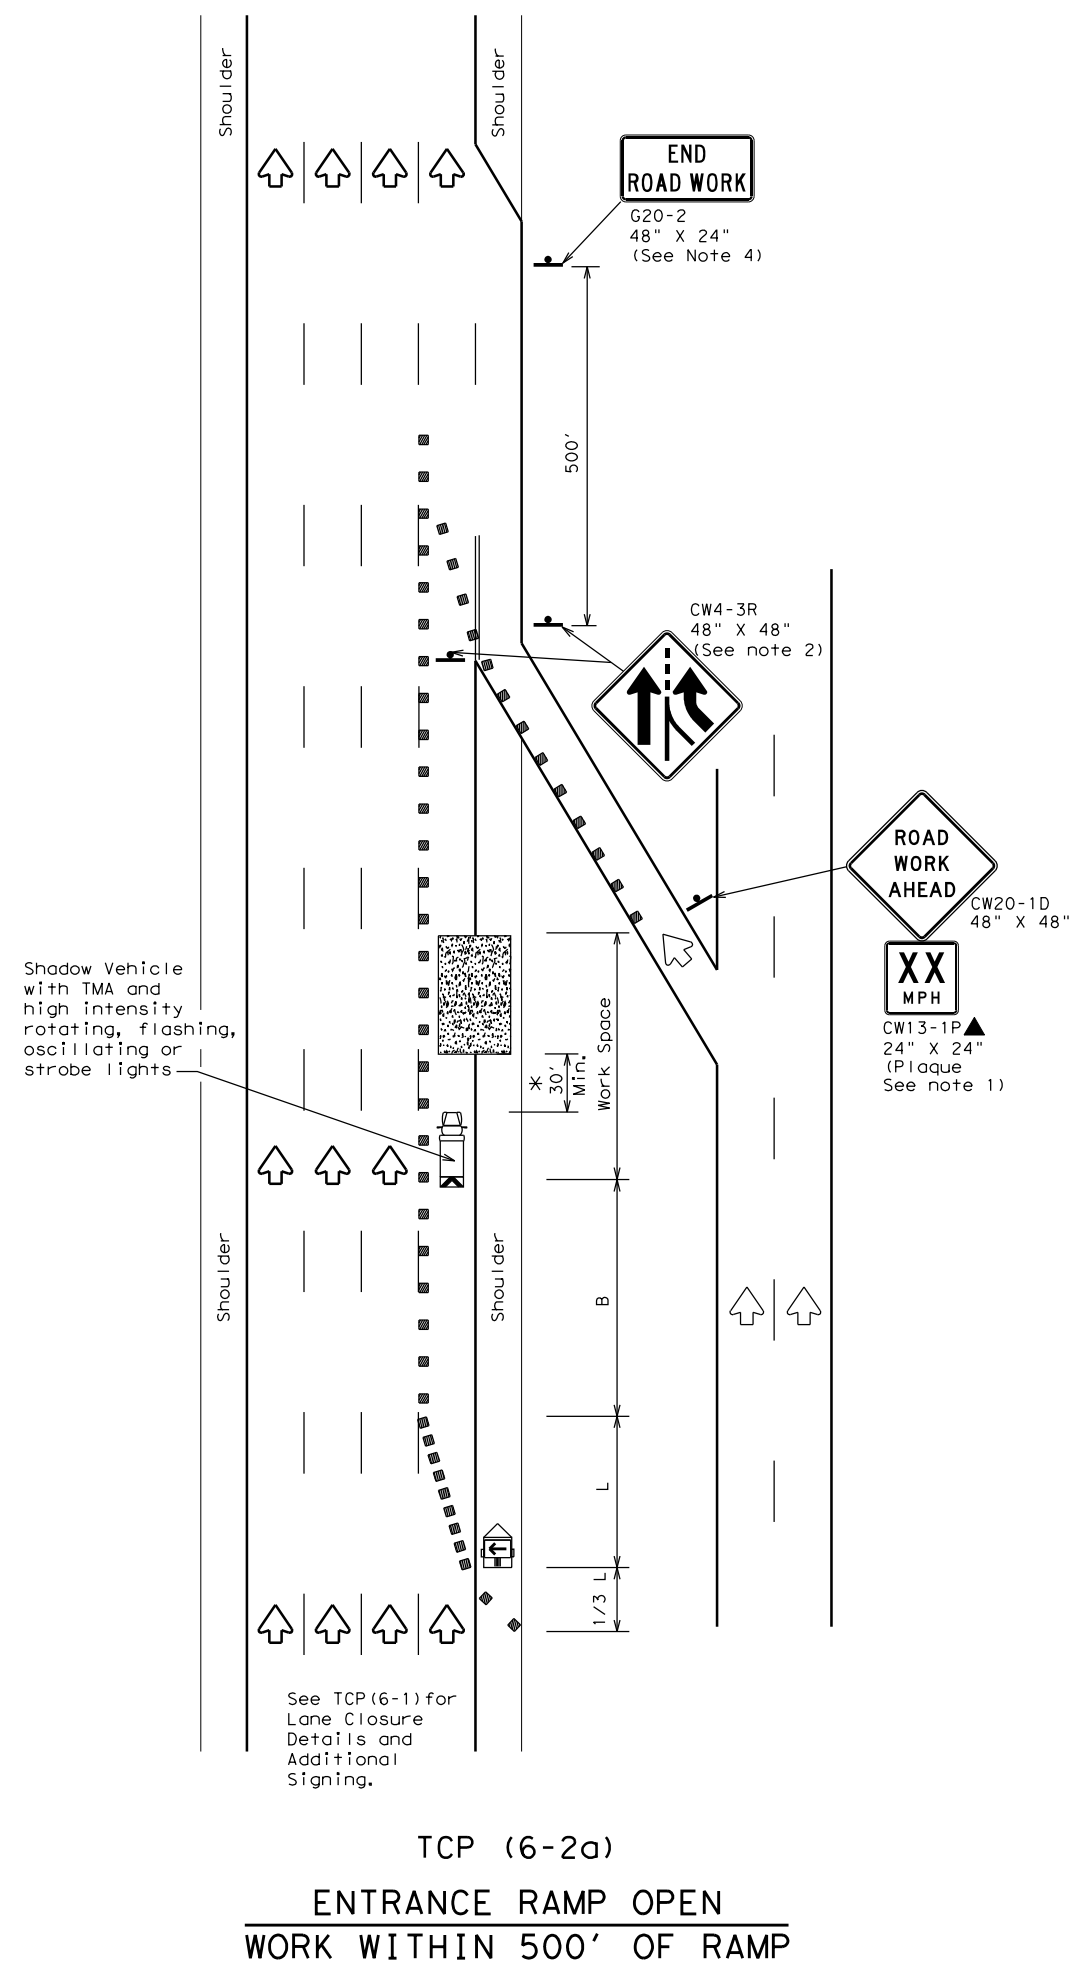 Shoulder
Shoulder
END
ROAD WORK
G20-2
48" X 24"
(See Note 4)
500'
CW4-3R
48" X 48"
(See note 2)
ROAD
WORK
AHEAD
CW20-1D
48" X 48"
XX
MPH
CW13-1P▲
24" X 24"
(Plaque
See note 1)
Shadow Vehicle
with TMA and
high intensity
rotating, flashing,
oscillating or
strobe lights
*
30'
Min.
Work Space
Shoulder
Shoulder
B
L
1/3 L
See TCP(6-1)for
Lane Closure
Details and
Additional
Signing.
TCP (6-2a)
ENTRANCE RAMP OPEN
WORK WITHIN 500' OF RAMP